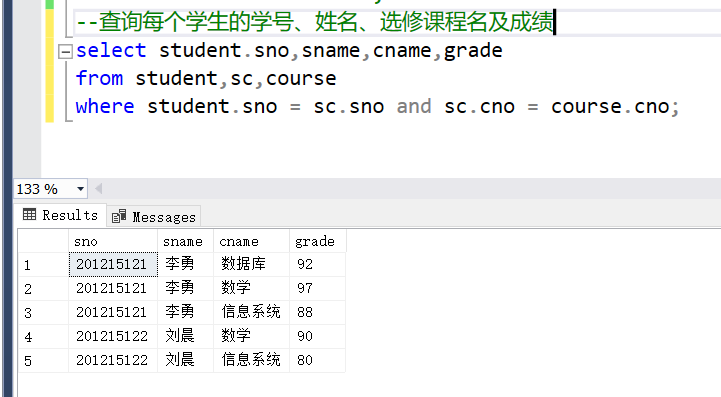 --查询每个学生的学号、姓名、选修课程名及成绩
select student.sno,sname,cname,grade
from student,sc,course
where student.sno = sc.sno and sc.cno = course.cno;
133 %
Results Messages
sno sname cname grade
1 201215121 李勇 数据库 92
2 201215121 李勇 数学 97
3 201215121 李勇 信息系统 88
4 201215122 刘晨 数学 90
5 201215122 刘晨 信息系统 80